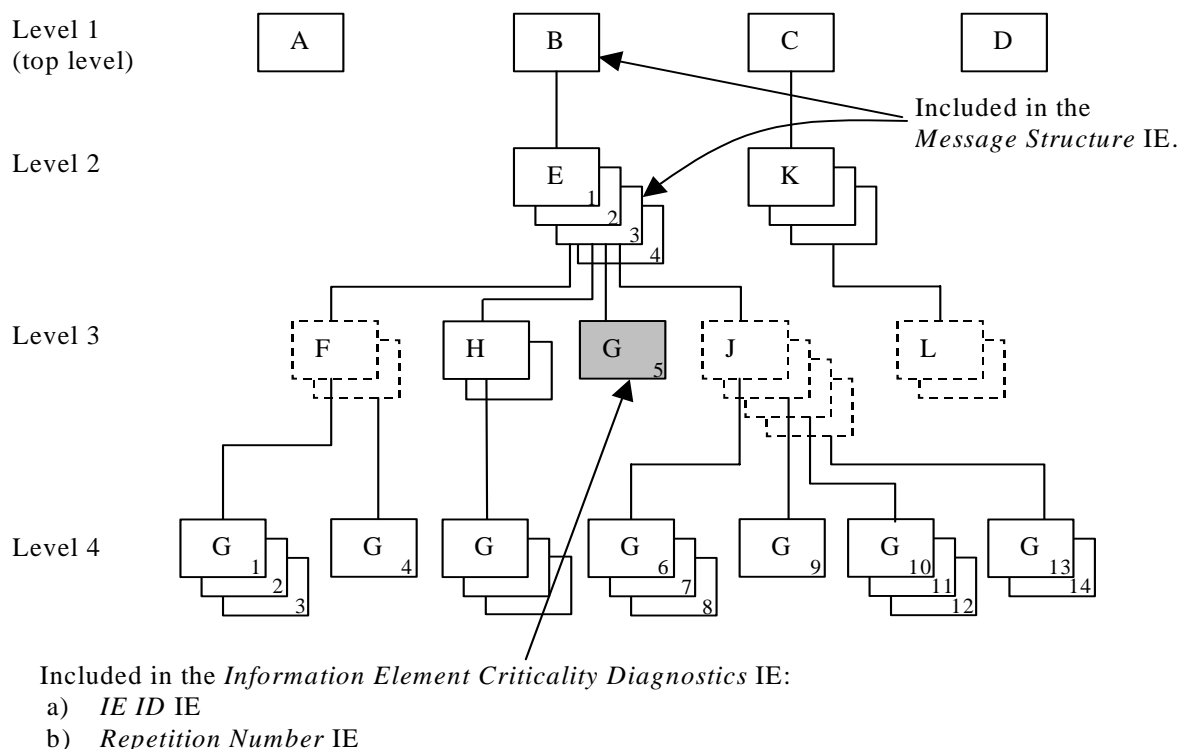 Level 1
(top level)
A
B
C
D
Included in the
Message Structure IE.
Level 2
E
1
2
3
4
K
Level 3
F
H
G
5
J
L
Level 4
G
1
2
3
G
4
G
G
6
7
8
G
9
G
10
11
12
G
13
14
Included in the Information Element Criticality Diagnostics IE:
a) IE ID IE
b) Repetition Number IE